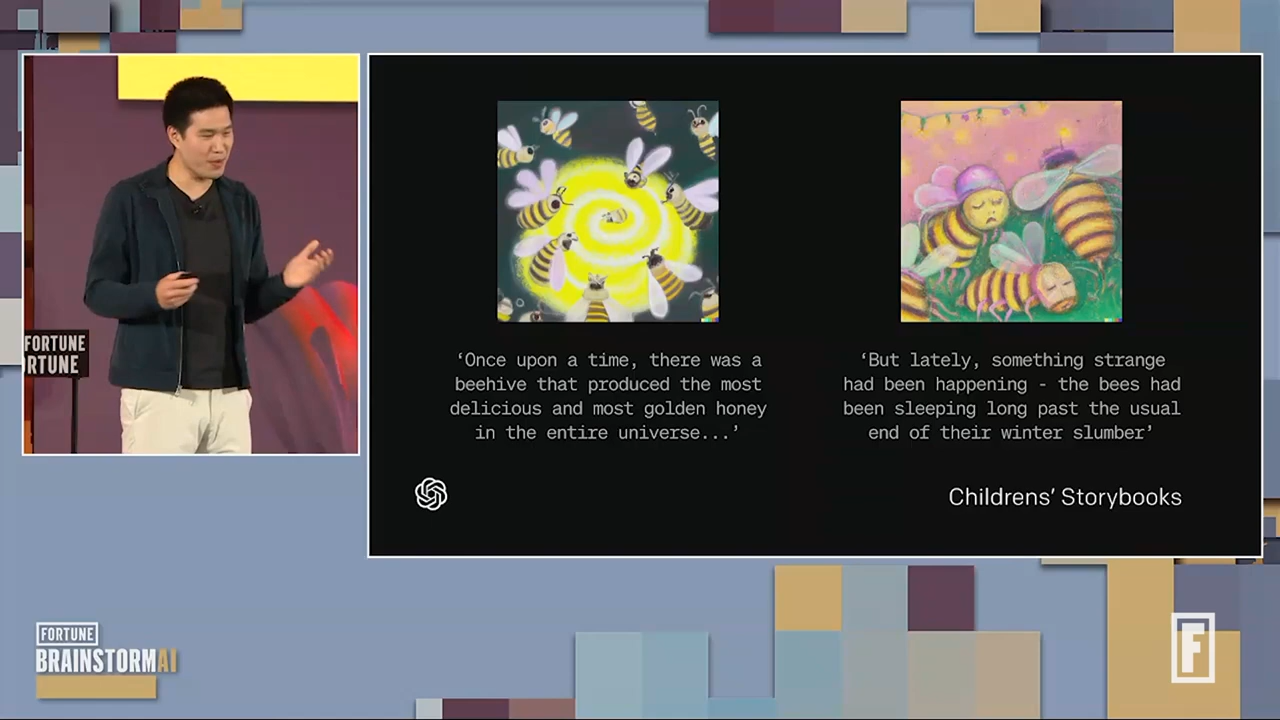 FORTUNE
RTUNE
‘Once upon a time, there was a
beehive that produced the most
delicious and most golden honey
in the entire universe...’
‘But lately, something strange
had been happening - the bees had
been sleeping long past the usual
end of their winter slumber’
Childrens’ Storybooks
FORTUNE
BRAINSTORM AI
F